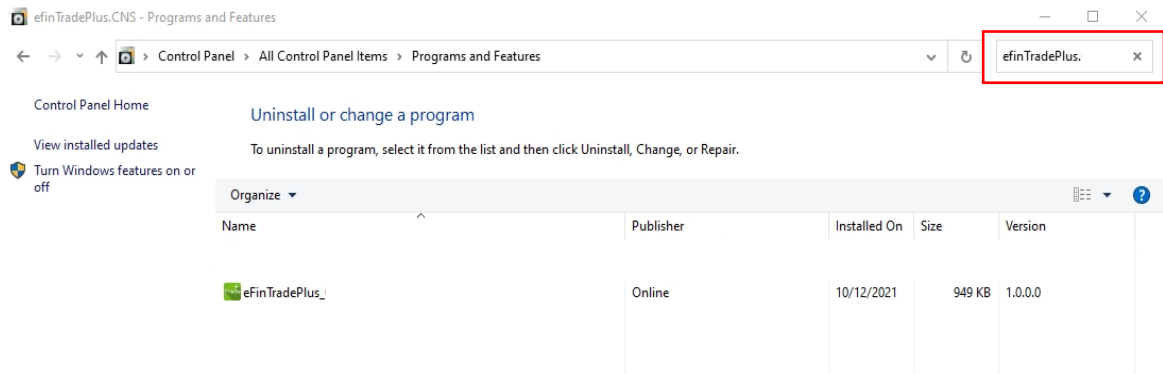 efinTradePlus.CNS - Programs and Features
Control Panel > All Control Panel Items > Programs and Features
efinTradePlus.
Control Panel Home
View installed updates
Turn Windows features on or
off
Uninstall or change a program
To uninstall a program, select it from the list and then click Uninstall, Change, or Repair.
Organize
Name Publisher Installed On Size Version
eFinTradePlus_ Online 10/12/2021 949 KB 1.0.0.0